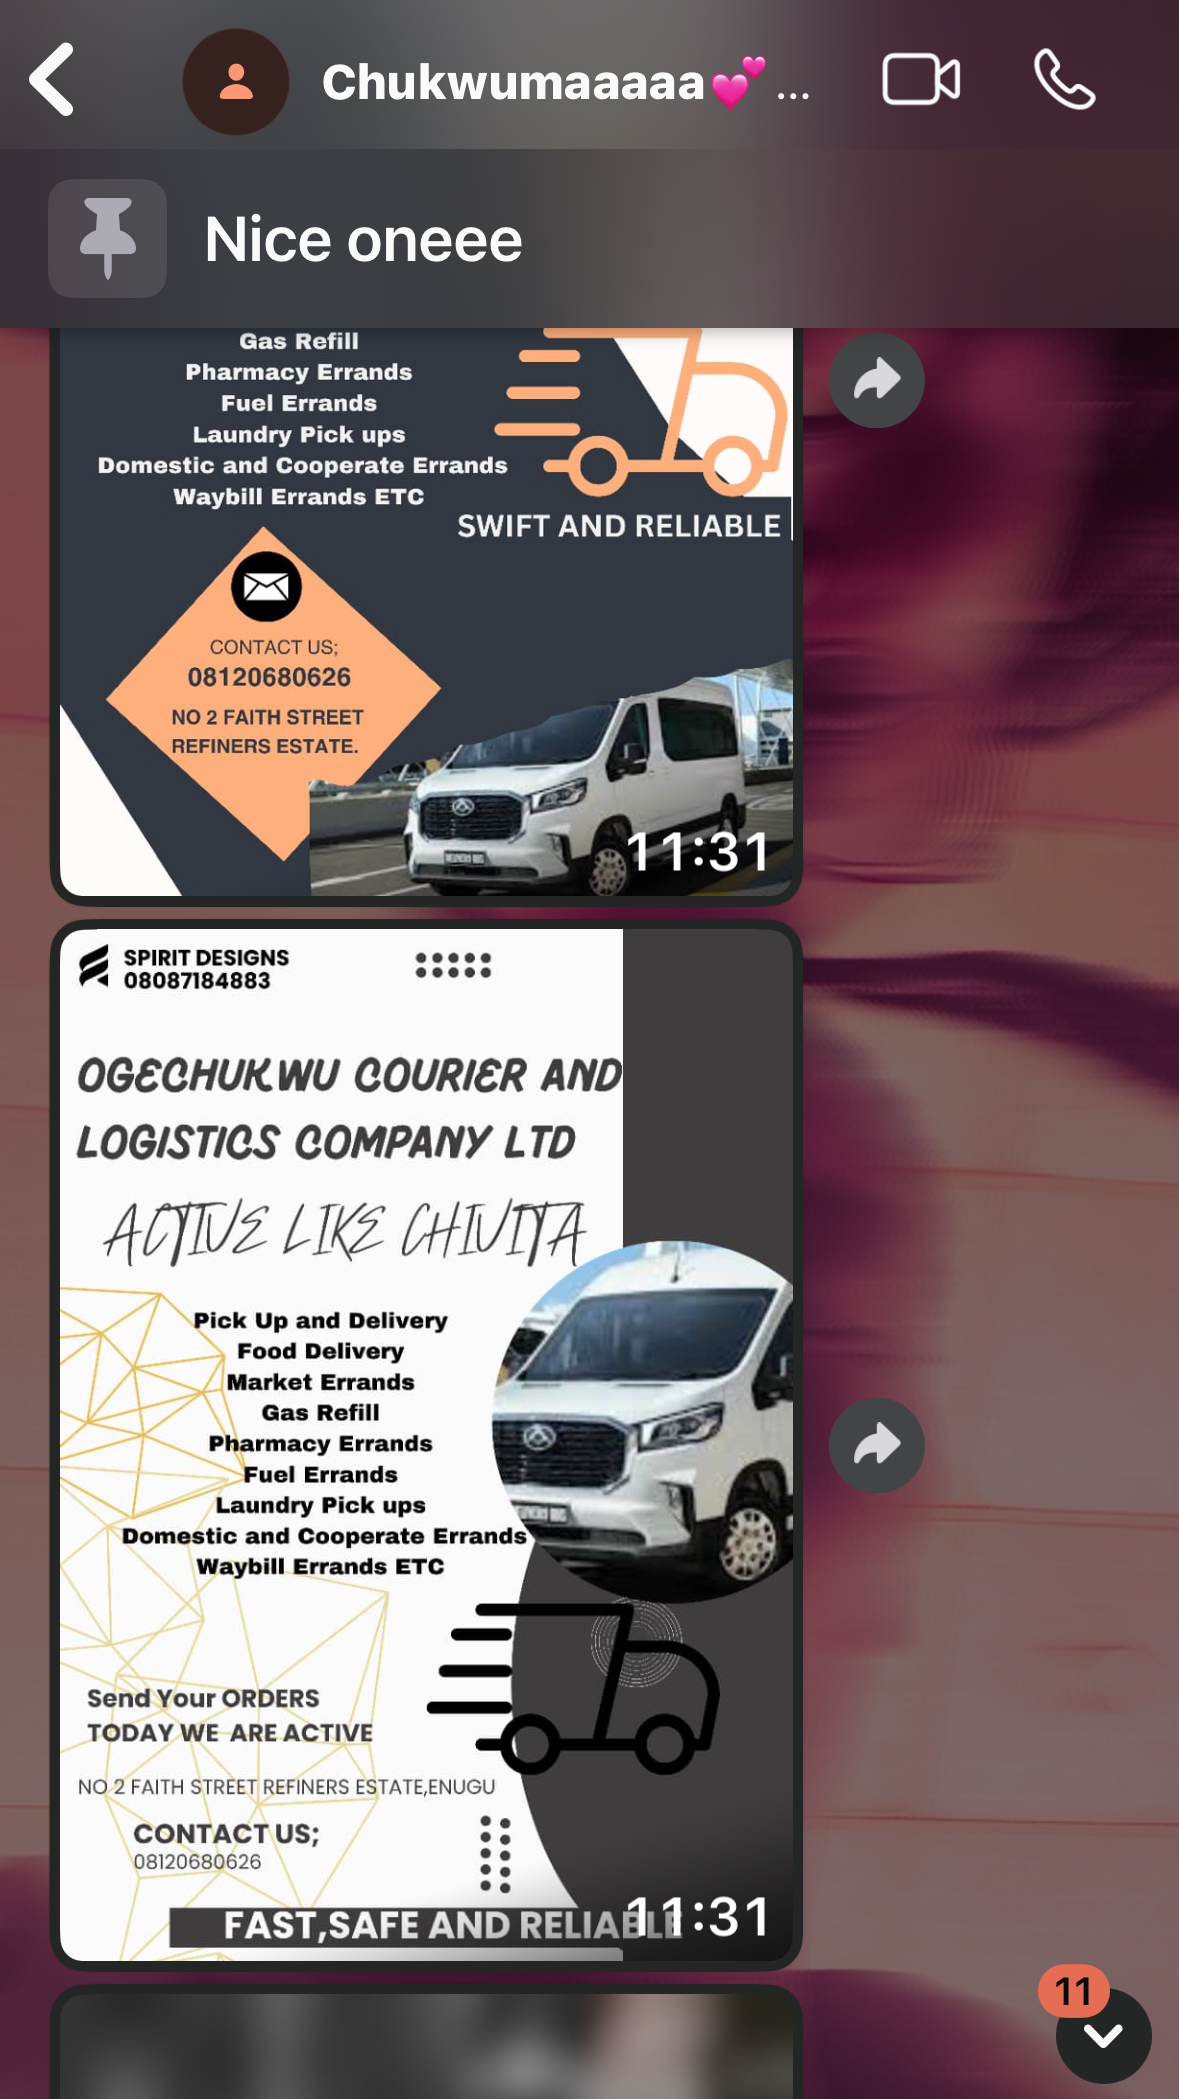 Chukwumaaaaa💕...
Nice oneee
Gas Refill
Pharmacy Errands
Fuel Errands
Laundry Pick ups
Domestic and Cooperate Errands
Waybill Errands ETC
SWIFT AND RELIABLE
CONTACT US;
08120680626
NO 2 FAITH STREET
REFINERS ESTATE.
11:31
SPIRIT DESIGNS
08087184883
OGECHUKWU COURIER AND
LOGISTICS COMPANY LTD
ACTIVE LIKE CHIVITA
Pick Up and Delivery
Food Delivery
Market Errands
Gas Refill
Pharmacy Errands
Fuel Errands
Laundry Pick ups
Domestic and Cooperate Errands
Waybill Errands ETC
Send Your ORDERS
TODAY WE ARE ACTIVE
NO 2 FAITH STREET REFINERS ESTATE,ENUGU
CONTACT US;
08120680626
FAST,SAFE AND RELIABLE
11:31
11